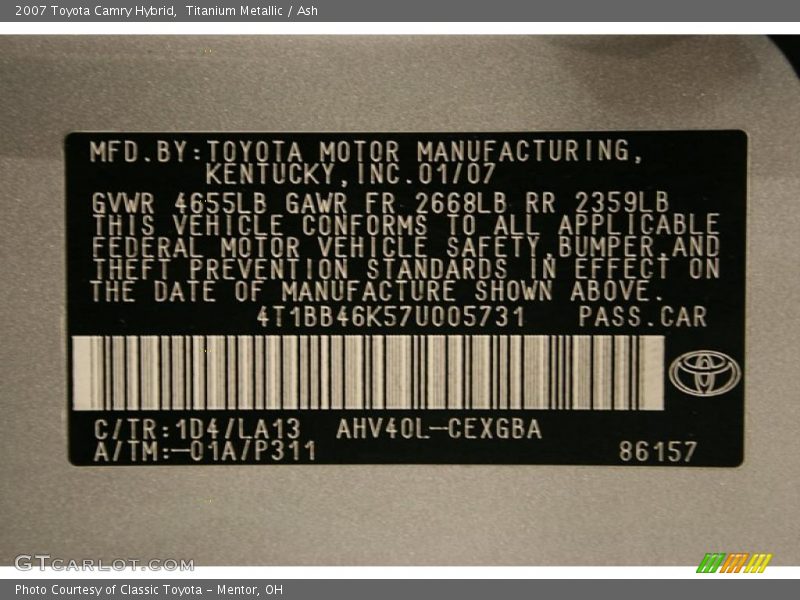 2007 Toyota Camry Hybrid,  Titanium Metallic / Ash
MFD.BY:TOYOTA MOTOR MANUFACTURING,
KENTUCKY,INC.01/07
GVWR 4655LB GAWR FR 2668LB RR 2359LB
THIS VEHICLE CONFORMS TO ALL APPLICABLE
FEDERAL MOTOR VEHICLE SAFETY,BUMPER,AND
THEFT PREVENTION STANDARDS IN EFFECT ON
THE DATE OF MANUFACTURE SHOWN ABOVE.
4T1BB46K57U005731 PASS.CAR
C/TR:1D4/LA13 AHV40L-CEXGBA
A/TM:-01A/P311 86157
GTCARLOT.COM
Photo Courtesy of Classic Toyota - Mentor, OH